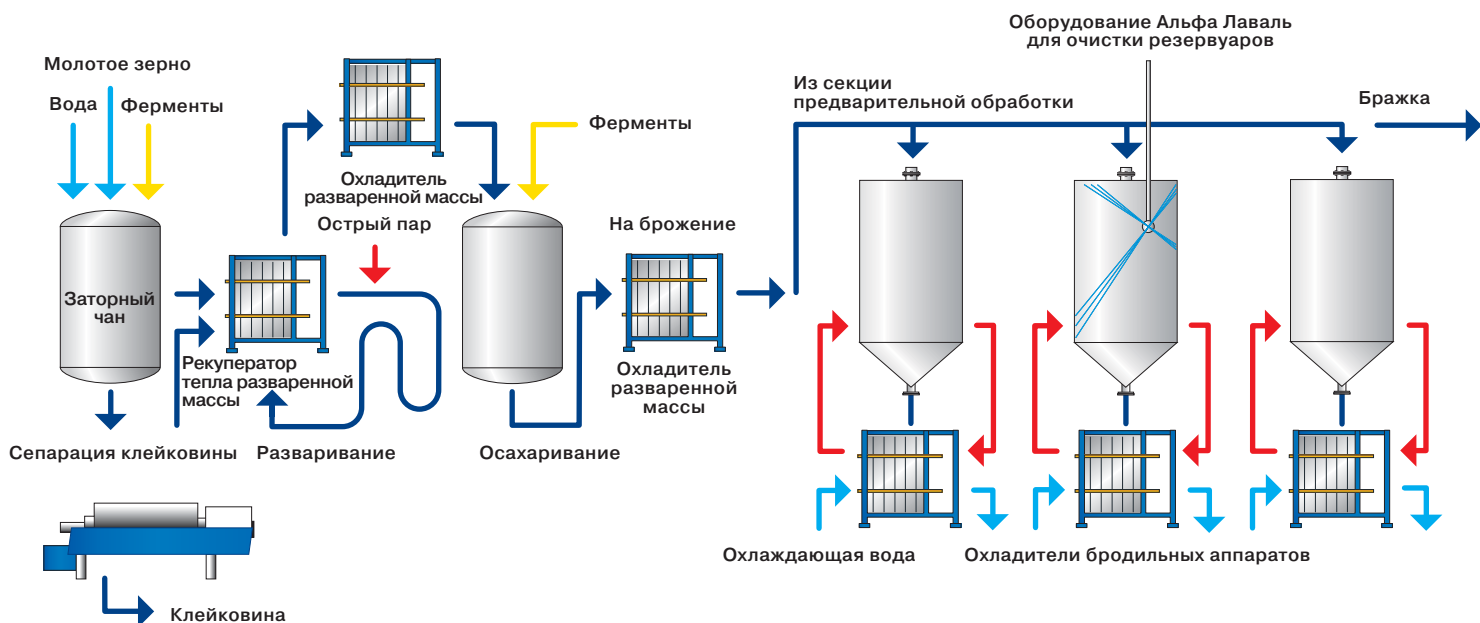 Оборудование Альфа Лаваль
для очистки резервуаров
Молотое зерно
Вода
Ферменты
Из секции
предварительной обработки
Бражка
Ферменты
Охладитель
разваренной массы
Острый пар
На брожение
Заторный
чан
Рекуператор
тепла разваренной
массы
Охладитель
разваренной
массы
Сепарация клейковины
Разваривание
Осахаривание
Охлаждающая вода
Охладители бродильных аппаратов
Клейковина